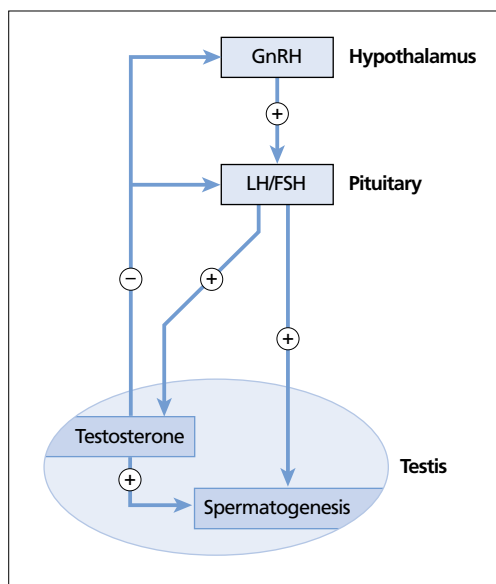 GnRH Hypothalamus
+
LH/FSH Pituitary
− +
+
Testosterone
Testis
+
Spermatogenesis